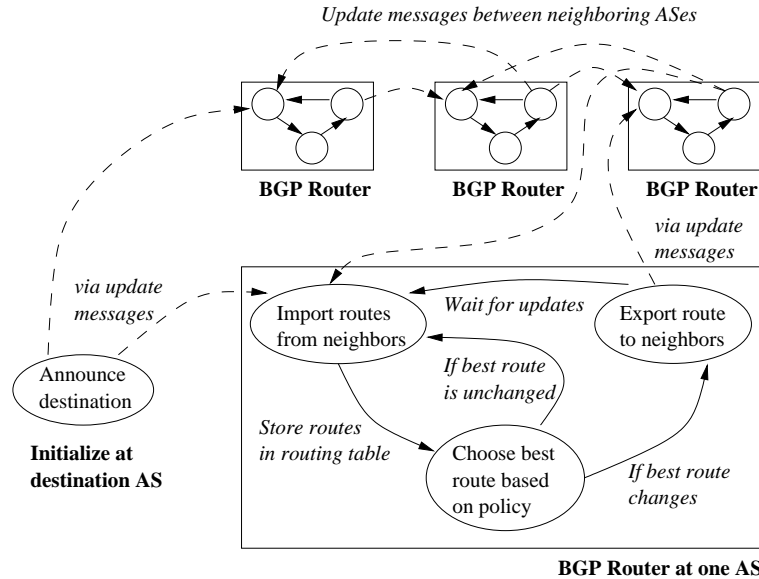 Update messages between neighboring ASes
BGP Router
BGP Router
BGP Router
via update
messages
via update
messages
Import routes
from neighbors
Wait for updates
Export route
to neighbors
Announce
destination
If best route
is unchanged
Initialize at
destination AS
Store routes
in routing table
Choose best
route based
on policy
If best route
changes
BGP Router at one AS